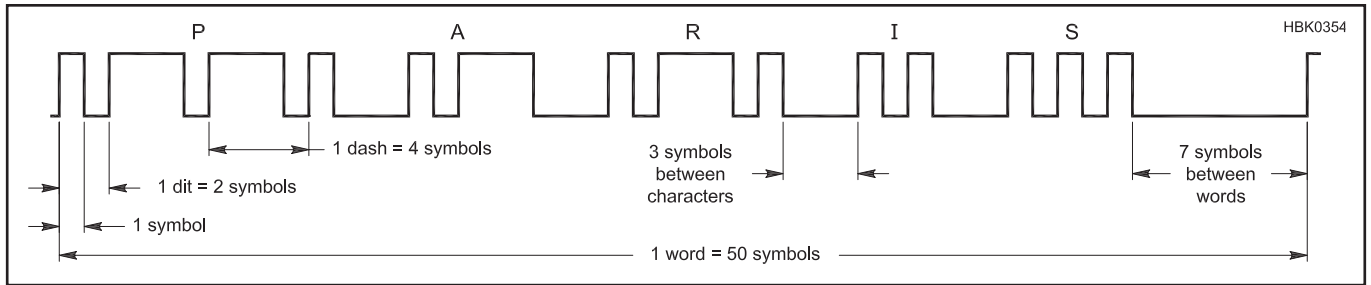 P A R I S
HBK0354
1 dash = 4 symbols
3 symbols
between
characters
7 symbols
between
words
1 dit = 2 symbols
1 symbol
1 word = 50 symbols